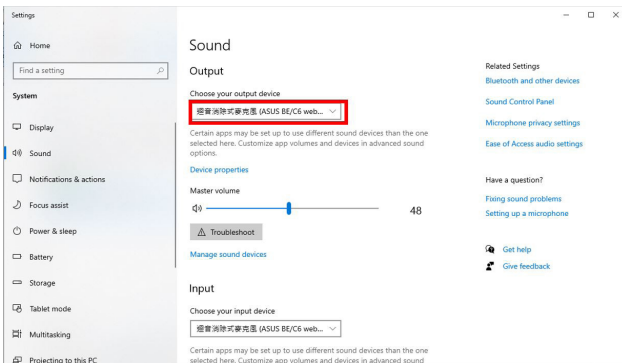 Settings
Home
Find a setting
System
Display
Sound
Notifications & actions
Focus assist
Power & sleep
Battery
Storage
Tablet mode
Multitasking
Projecting to this PC
Sound
Output
Choose your output device
迴音消除式麥克風 (ASUS BE/C6 web...
Certain apps may be set up to use different sound devices than the one
selected here. Customize app volumes and devices in advanced sound
options.
Device properties
Master volume
48
Troubleshoot
Manage sound devices
Input
Choose your input device
迴音消除式麥克風 (ASUS BE/C6 web...
Certain apps may be set up to use different sound devices than the one
selected here. Customize app volumes and devices in advanced sound
Related Settings
Bluetooth and other devices
Sound Control Panel
Microphone privacy settings
Ease of Access audio settings
Have a question?
Fixing sound problems
Setting up a microphone
Get help
Give feedback